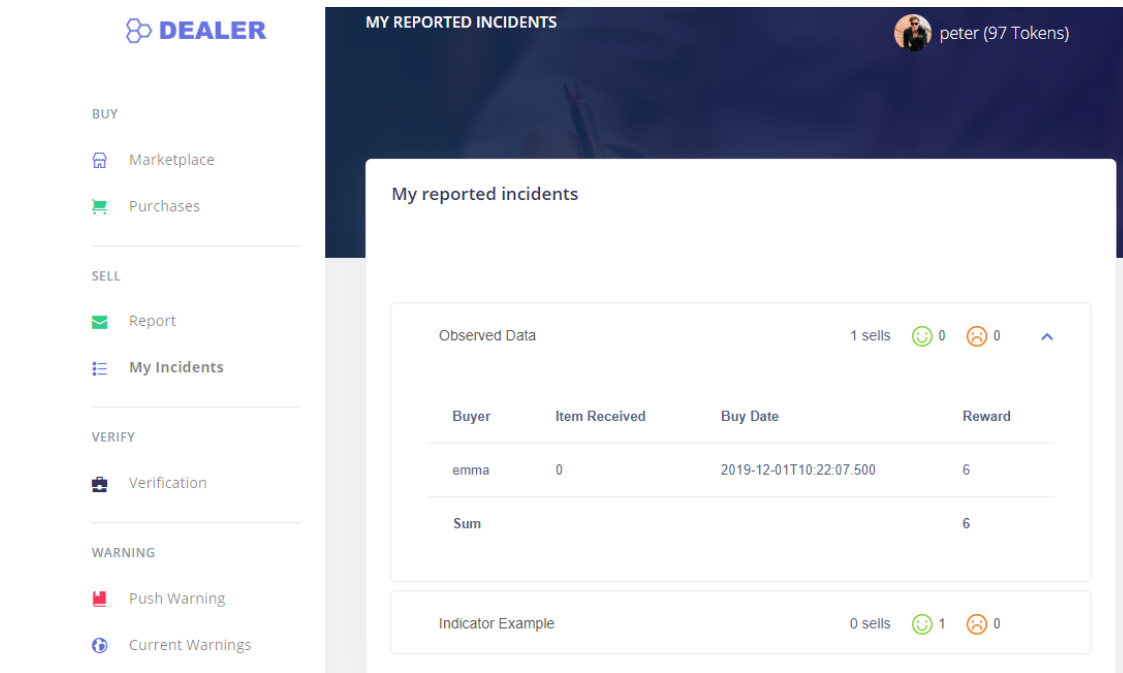 DEALER
BUY
Marketplace
Purchases
SELL
Report
My Incidents
VERIFY
Verification
WARNING
Push Warning
Current Warnings
MY REPORTED INCIDENTS
peter (97 Tokens)
My reported incidents
Observed Data 1 sells 0 0
Buyer Item Received Buy Date Reward
emma 0 2019-12-01T10:22:07.500 6
Sum 6
Indicator Example 0 sells 1 0